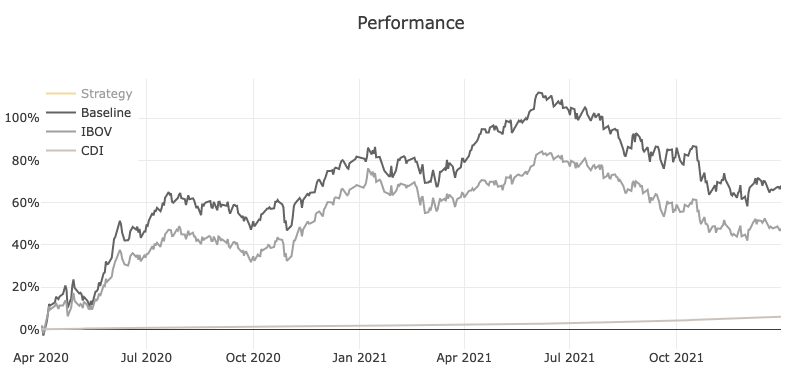 Performance
Strategy
Baseline
IBOV
CDI
100%
80%
60%
40%
20%
0%
Apr 2020 Jul 2020 Oct 2020 Jan 2021 Apr 2021 Jul 2021 Oct 2021